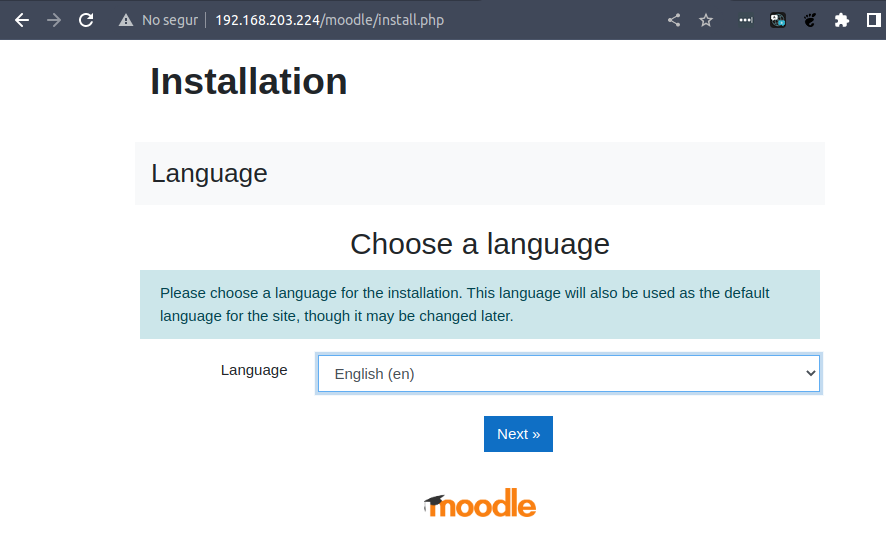 No segur 192.168.203.224/moodle/install.php
Installation
Language
Choose a language
Please choose a language for the installation. This language will also be used as the default
language for the site, though it may be changed later.
Language English (en)
Next »
moodle